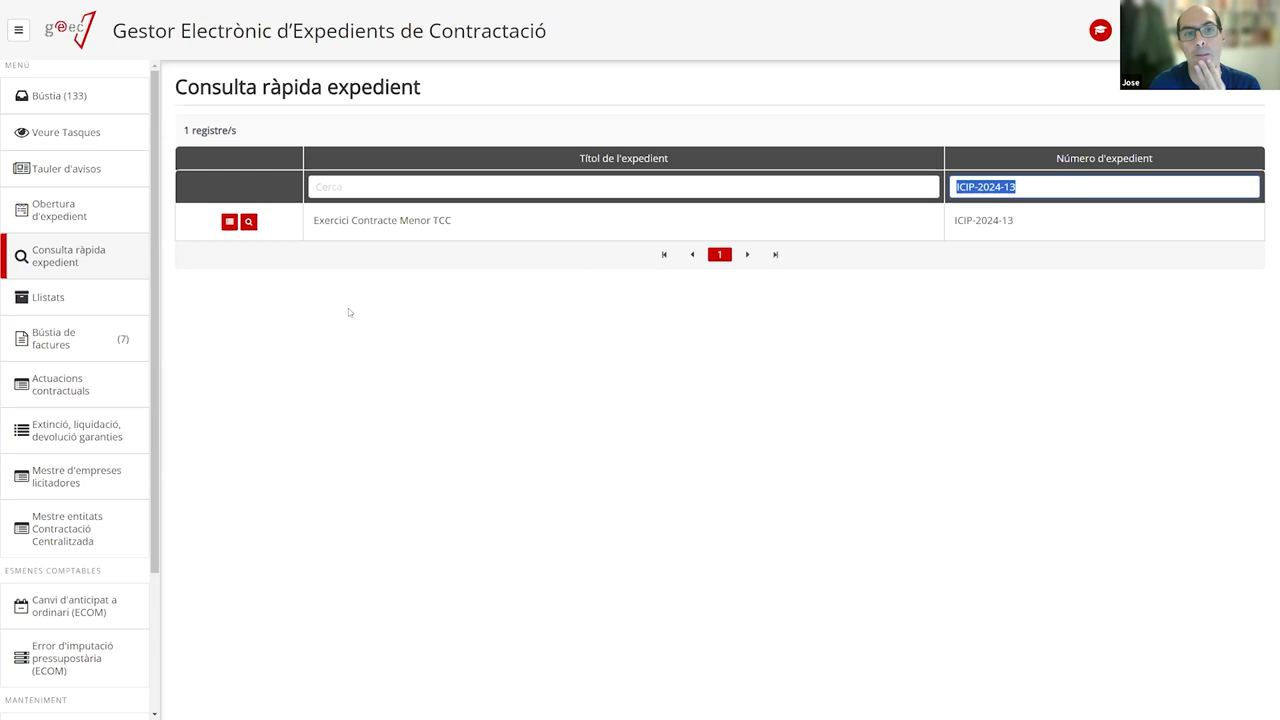 geec
Gestor Electrònic d'Expedients de Contractació
Jose
MENÚ
Bústia (133)
Veure Tasques
Tauler d'avisos
Obertura
d'expedient
Consulta ràpida
expedient
Llistats
Bústia de
factures
(7)
Actuacions
contractuals
Extinció, liquidació,
devolució garanties
Mestre d'empreses
licitadores
Mestre entitats
Contractació
Centralitzada
ESMENES COMPTABLES
Canvi d'anticipat a
ordinari (ECOM)
Error d'imputació
pressupostària
(ECOM)
MANTENIMENT
Consulta ràpida expedient
1 registre/s
Títol de l'expedient
Número d'expedient
Cerca
ICIP-2024-13
Exercici Contracte Menor TCC
ICIP-2024-13
1